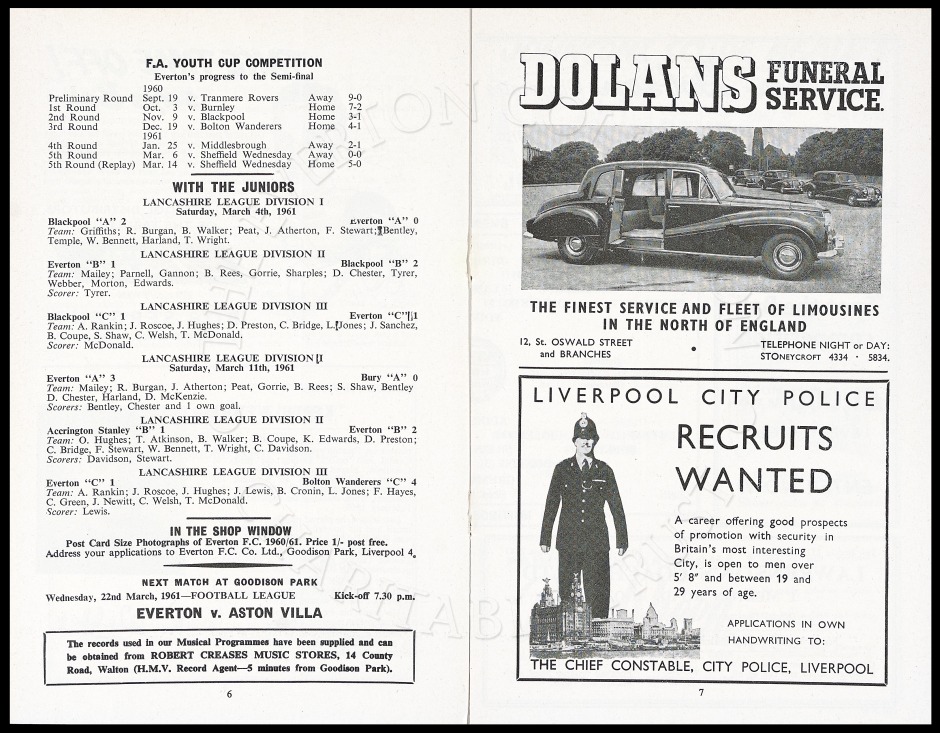 F.A. YOUTH CUP COMPETITION
Everton's progress to the Semi-final
1960
Preliminary Round Sept. 19 v. Tranmere Rovers Away 9-0
1st Round Oct. 3 v. Burnley Home 7-2
2nd Round Nov. 9 v. Blackpool Home 3-1
3rd Round Dec. 19 v. Bolton Wanderers Home 4-1
1961
4th Round Jan. 25 v. Middlesbrough Away 2-1
5th Round Mar. 6 v. Sheffield Wednesday Away 0-0
5th Round (Replay) Mar. 14 v. Sheffield Wednesday Home 5-0
WITH THE JUNIORS
LANCASHIRE LEAGUE DIVISION I
Saturday, March 4th, 1961
Blackpool "A" 2 Everton "A" 0
Team: Griffiths; R. Burgan, B. Walker; Peat, J. Atherton, F. Stewart; Bentley,
Temple, W. Bennett, Harland, T. Wright.
LANCASHIRE LEAGUE DIVISION II
Everton "B" 1 Blackpool "B" 2
Team: Mailey; Parnell, Gannon; B. Rees, Gorrie, Sharples; D. Chester, Tyrer,
Webber, Morton, Edwards.
Scorer: Tyrer.
LANCASHIRE LEAGUE DIVISION III
Blackpool "C" 1 Everton "C" 1
Team: A. Rankin; J. Roscoe, J. Hughes; D. Preston, C. Bridge, L. Jones; J. Sanchez,
B. Coupe, S. Shaw, C. Welsh, T. McDonald.
Scorer: McDonald.
LANCASHIRE LEAGUE DIVISION I
Saturday, March 11th, 1961
Everton "A" 3 Bury "A" 0
Team: Mailey; R. Burgan, J. Atherton; Peat, Gorrie, B. Rees; S. Shaw, Bentley
D. Chester, Harland, D. McKenzie.
Scorers: Bentley, Chester and 1 own goal.
LANCASHIRE LEAGUE DIVISION II
Accrington Stanley "B" 1 Everton "B" 2
Team: O. Hughes; T. Atkinson, B. Walker; B. Coupe, K. Edwards, D. Preston;
C. Bridge, F. Stewart, W. Bennett, T. Wright, C. Davidson.
Scorers: Davidson, Stewart.
LANCASHIRE LEAGUE DIVISION III
Everton "C" 1 Bolton Wanderers "C" 4
Team: A. Rankin; J. Roscoe, J. Hughes; J. Lewis, B. Cronin, L. Jones; F. Hayes,
C. Green, J. Newitt, C. Welsh, T. McDonald.
Scorer: Lewis.
IN THE SHOP WINDOW
Post Card Size Photographs of Everton F.C. 1960/61. Price 1/- post free.
Address your applications to Everton F.C. Co. Ltd., Goodison Park, Liverpool 4.
NEXT MATCH AT GOODISON PARK
Wednesday, 22nd March, 1961—FOOTBALL LEAGUE Kick-off 7.30 p.m.
EVERTON v. ASTON VILLA
The records used in our Musical Programmes have been supplied and can
be obtained from ROBERT CREASES MUSIC STORES, 14 County
Road, Walton (H.M.V. Record Agent—5 minutes from Goodison Park).
6
DOLANS FUNERAL
SERVICE.
THE FINEST SERVICE AND FLEET OF LIMOUSINES
IN THE NORTH OF ENGLAND
12, St. OSWALD STREET
and BRANCHES
•
TELEPHONE NIGHT or DAY:
STONEYCROFT 4334 · 5834.
LIVERPOOL CITY POLICE
RECRUITS
WANTED
A career offering good prospects
of promotion with security in
Britain's most interesting
City, is open to men over
5' 8" and between 19 and
29 years of age.
APPLICATIONS IN OWN
HANDWRITING TO:
THE CHIEF CONSTABLE, CITY POLICE, LIVERPOOL
7